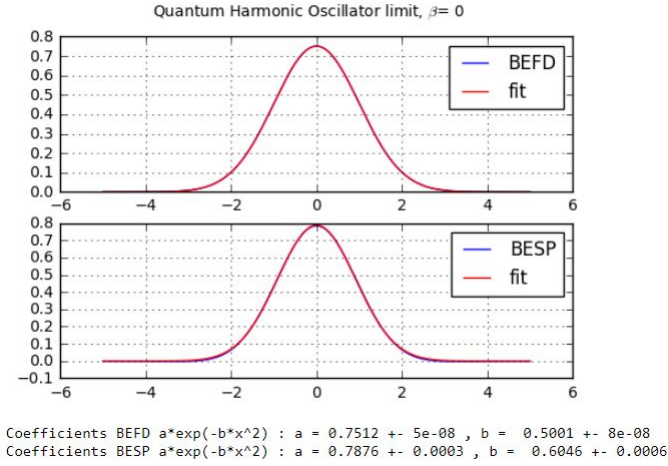 Quantum Harmonic Oscillator limit, β= 0
0.8
0.7
0.6
0.5
0.4
0.3
0.2
0.1
0.0
BEFD
fit
−6 −4 −2 0 2 4 6
0.8
0.7
0.6
0.5
0.4
0.3
0.2
0.1
0.0
−0.1
BESP
fit
−6 −4 −2 0 2 4 6
Coefficients BEFD a*exp(-b*x^2) : a = 0.7512 +- 5e-08 , b =  0.5001 +- 8e-08
Coefficients BESP a*exp(-b*x^2) : a = 0.7876 +- 0.0003 , b =  0.6046 +- 0.0006